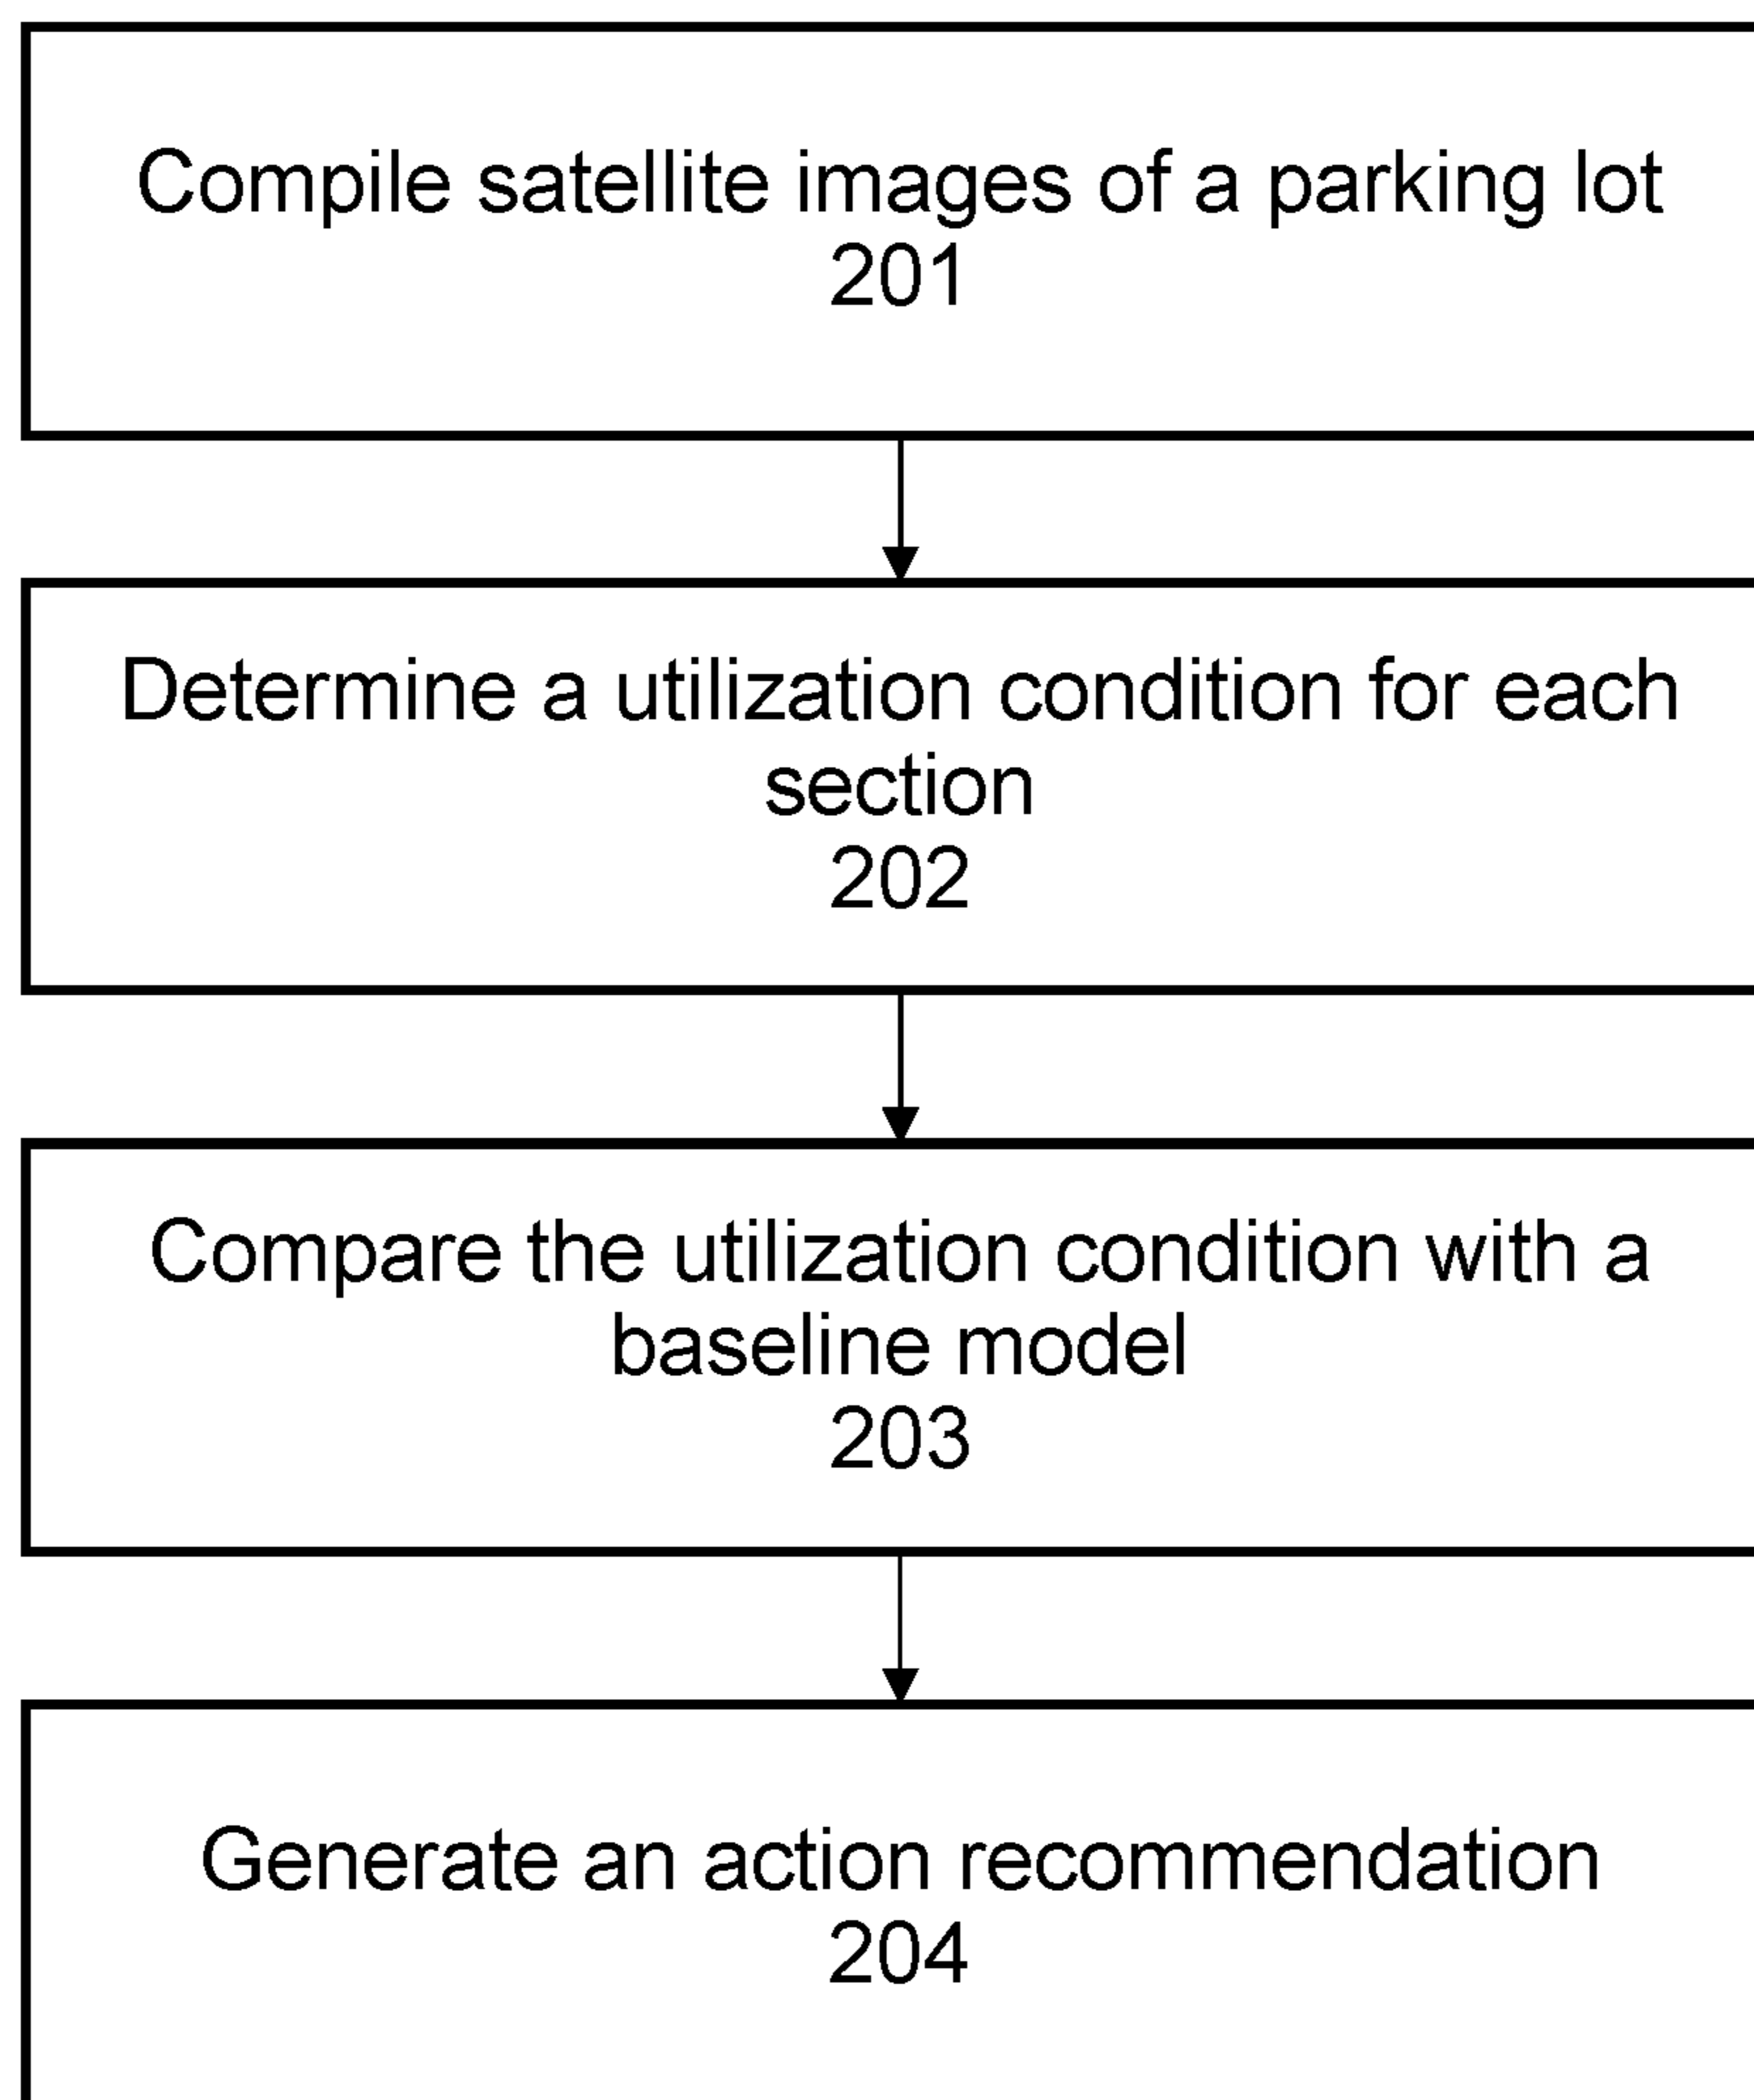 Compile satellite images of a parking lot
201
Determine a utilization condition for each
section
202
Compare the utilization condition with a
baseline model
203
Generate an action recommendation
204